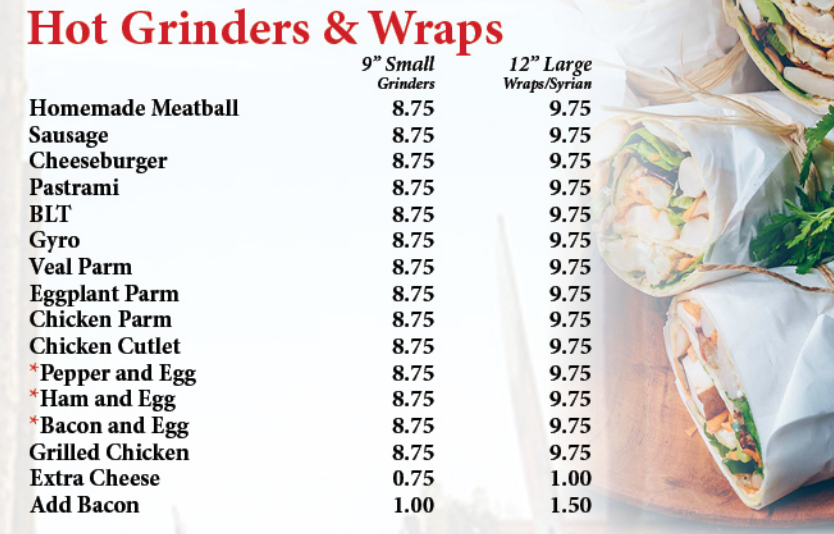 Hot Grinders & Wraps
9” Small 12” Large
Grinders Wraps/Syrian
Homemade Meatball 8.75 9.75
Sausage 8.75 9.75
Cheeseburger 8.75 9.75
Pastrami 8.75 9.75
BLT 8.75 9.75
Gyro 8.75 9.75
Veal Parm 8.75 9.75
Eggplant Parm 8.75 9.75
Chicken Parm 8.75 9.75
Chicken Cutlet 8.75 9.75
*Pepper and Egg 8.75 9.75
*Ham and Egg 8.75 9.75
*Bacon and Egg 8.75 9.75
Grilled Chicken 8.75 9.75
Extra Cheese 0.75 1.00
Add Bacon 1.00 1.50